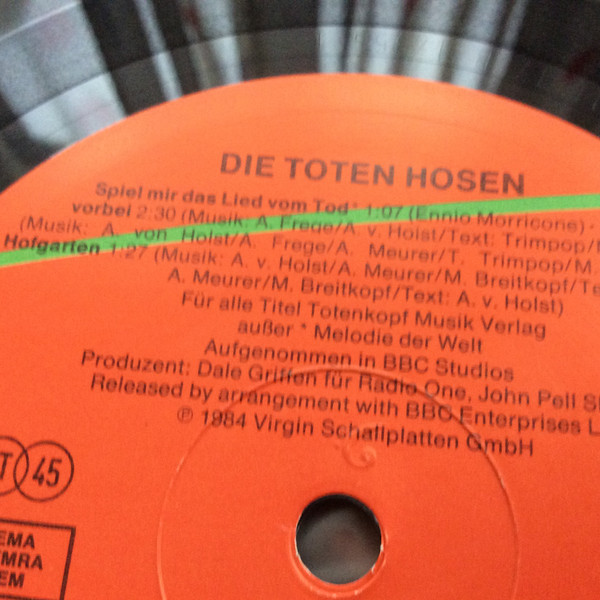 DIE TOTEN HOSEN
Spiel mir das Lied vom Tod * 1:07 (Ennio Morricone) ·
vorbei 2:30 (Musik: A. Frege/A. v. Holst/Text: Trimpop/M
(Musik: A. von Holst/A. Frege/A. Meurer/T. Trimpop/M.
Hofgarten 1:27 (Musik: A. v. Holst/A. Meurer/M. Breitkopf/Te
A. Meurer/M. Breitkopf/Text: A. v. Holst)
Für alle Titel Totenkopf Musik Verlag
außer * Melodie der Welt
Aufgenommen in BBC Studios
Produzent: Dale Griffen für Radio One, John Pell S
Released by arrangement with BBC Enterprises L
℗ 1984 Virgin Schallplatten GmbH
T 45
EMA
MRA
EM